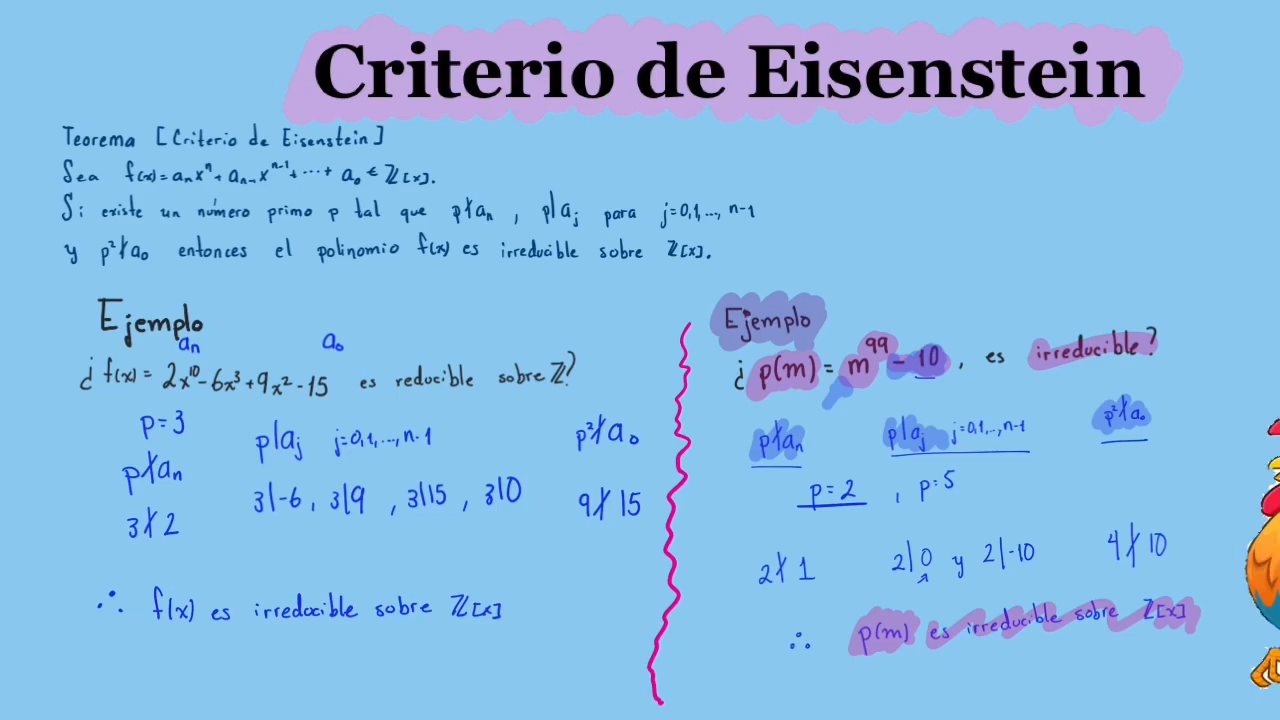 Criterio de Eisenstein
Teorema [Criterio de Eisenstein]
Sea f(x)=aₙxⁿ+aₙ₋₁xⁿ⁻¹+⋯+a₀ ∈ ℤ[x].
Si existe un número primo p tal que p∤aₙ, p|aⱼ para j=0,1,...,n-1
y p²∤a₀ entonces el polinomio f(x) es irreducible sobre ℤ[x].
Ejemplo
aₙ a₀
¿f(x)= 2x¹⁰-6x³+9x²-15 es reducible sobre ℤ?
p=3
p|aⱼ j=0,1,...,n-1
p²∤a₀
p∤aₙ
3|-6, 3|9, 3|15, 3|0
9∤15
3∤2
∴ f(x) es irreducible sobre ℤ[x]
Ejemplo
¿p(m) = m⁹⁹-10, es irreducible?
p∤aₙ p|aⱼ j=0,1,...,n-1 p²∤a₀
p=2, p=5
2∤1 2|0 y 2|-10 4∤10
∴ p(m) es irreducible sobre ℤ[x]